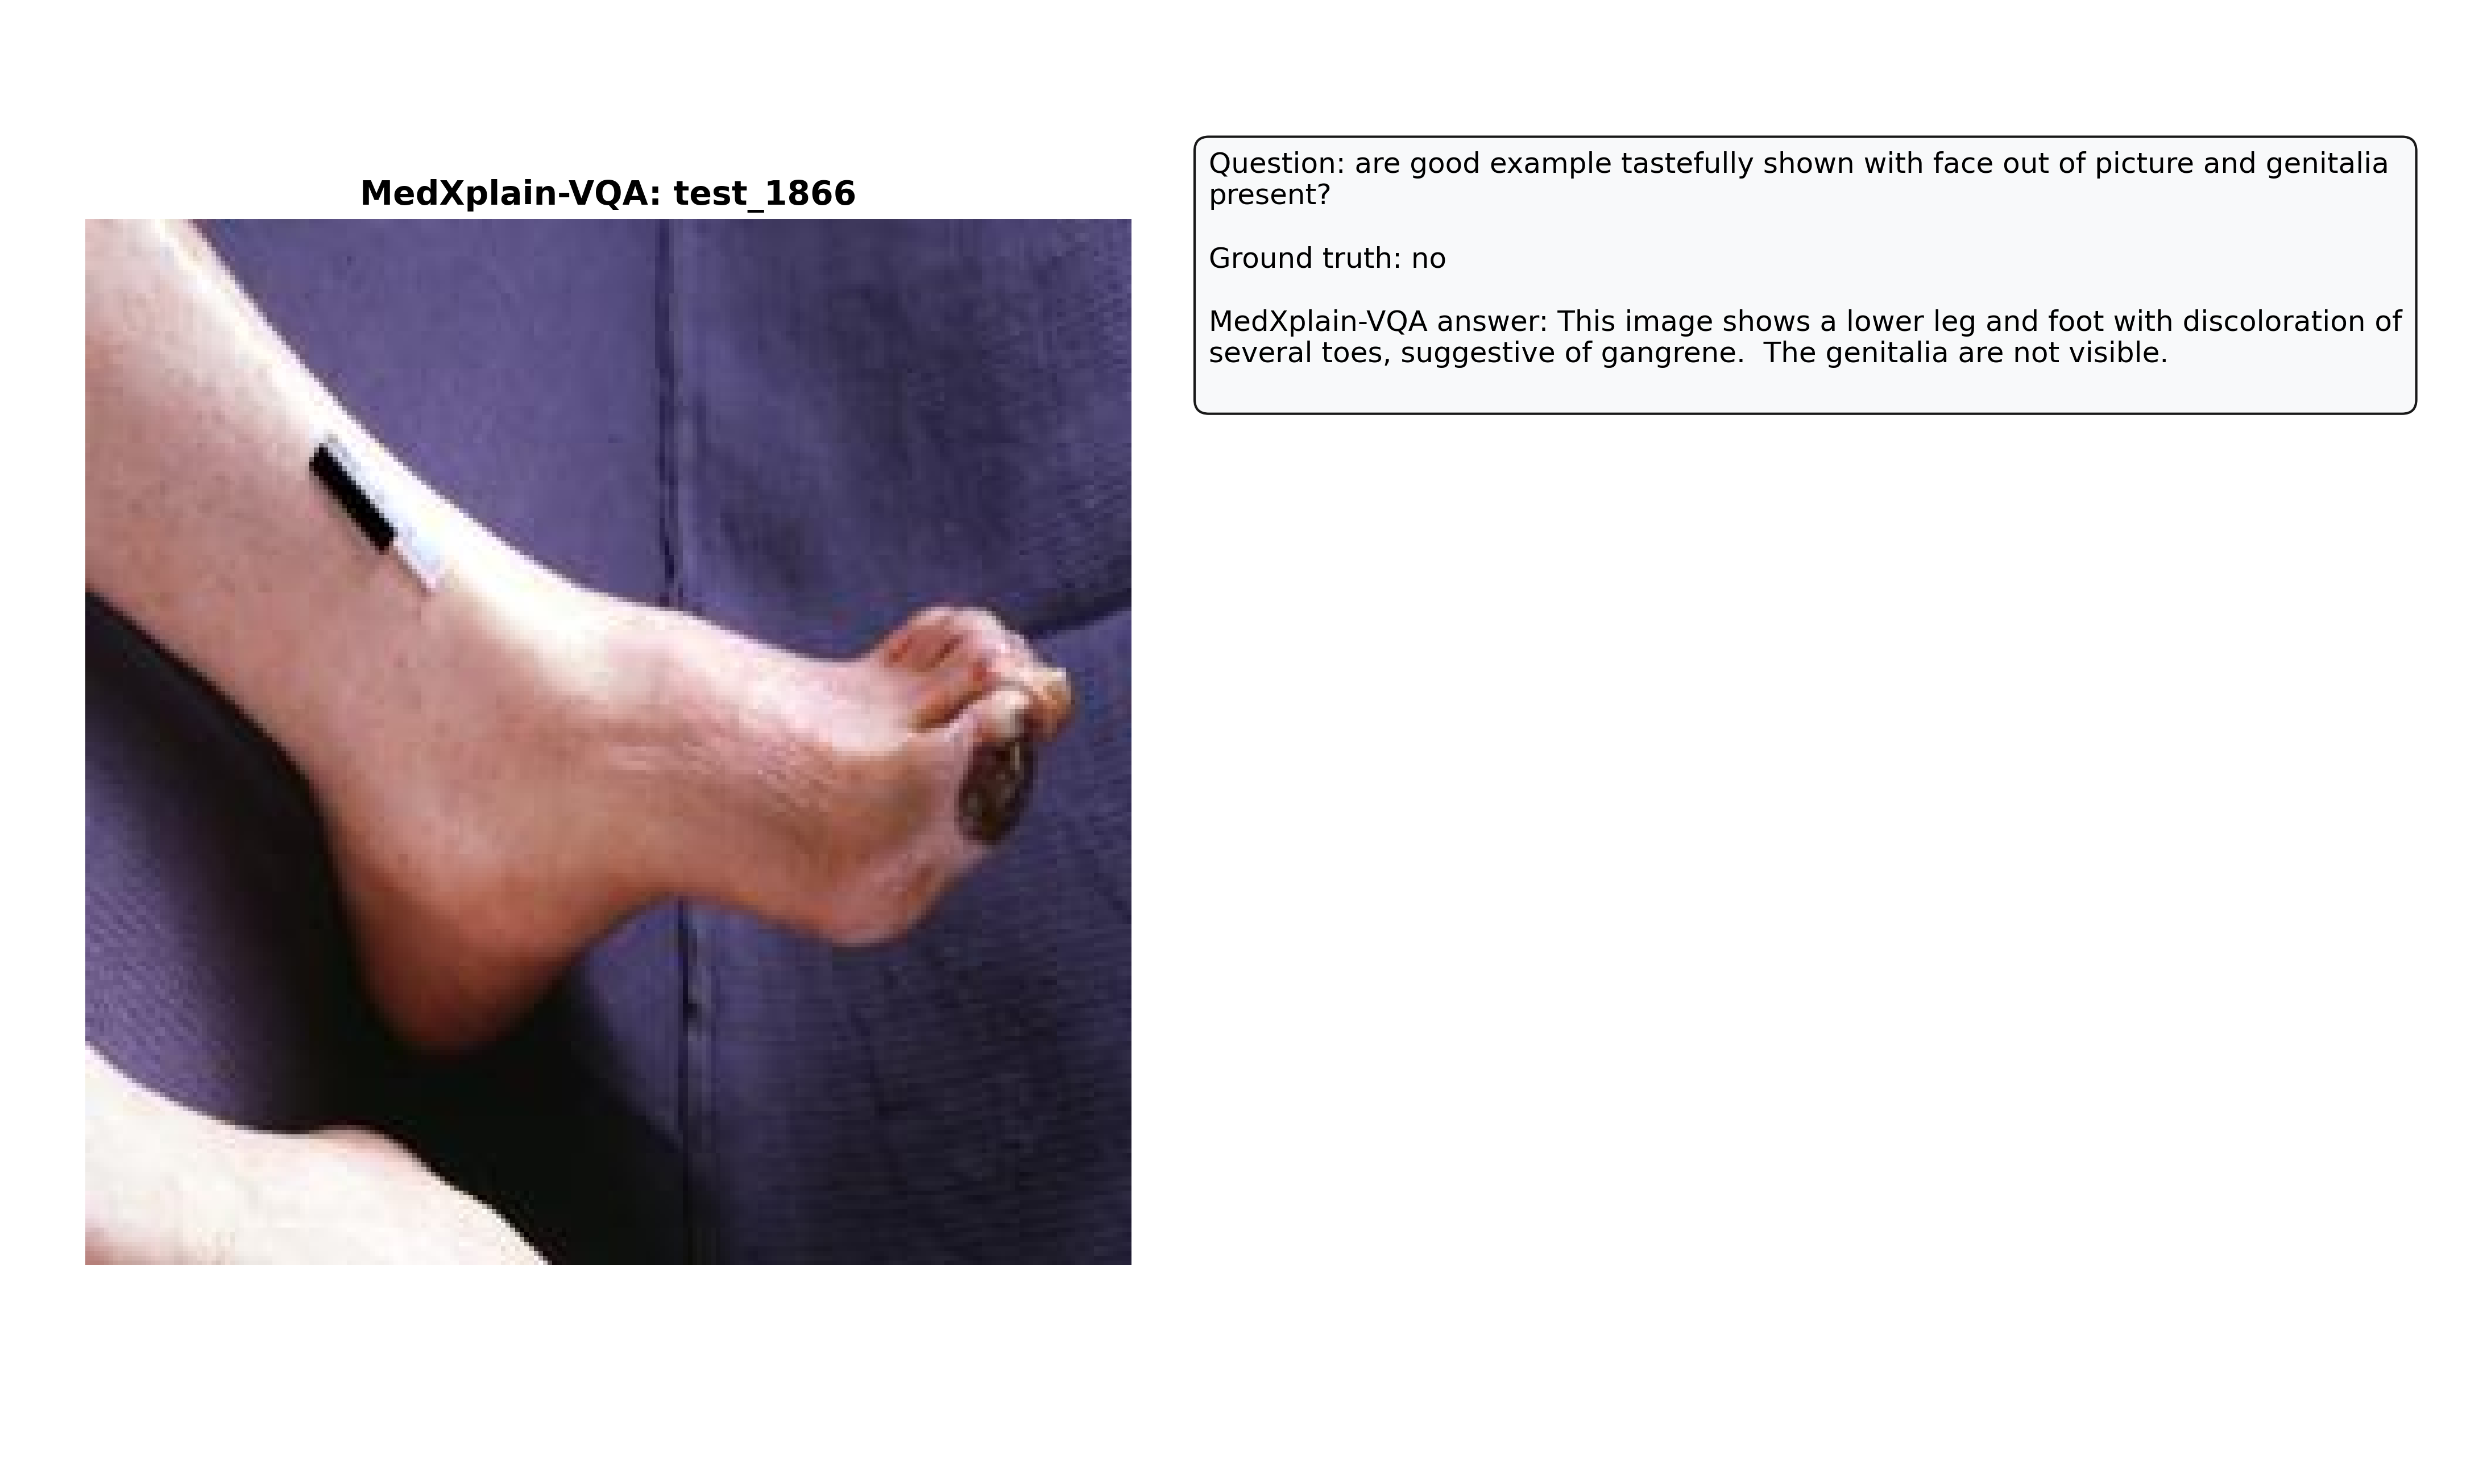 MedXplain-VQA: test_1866
Question: are good example tastefully shown with face out of picture and genitalia
present?
Ground truth: no
MedXplain-VQA answer: This image shows a lower leg and foot with discoloration of
several toes, suggestive of gangrene.  The genitalia are not visible.